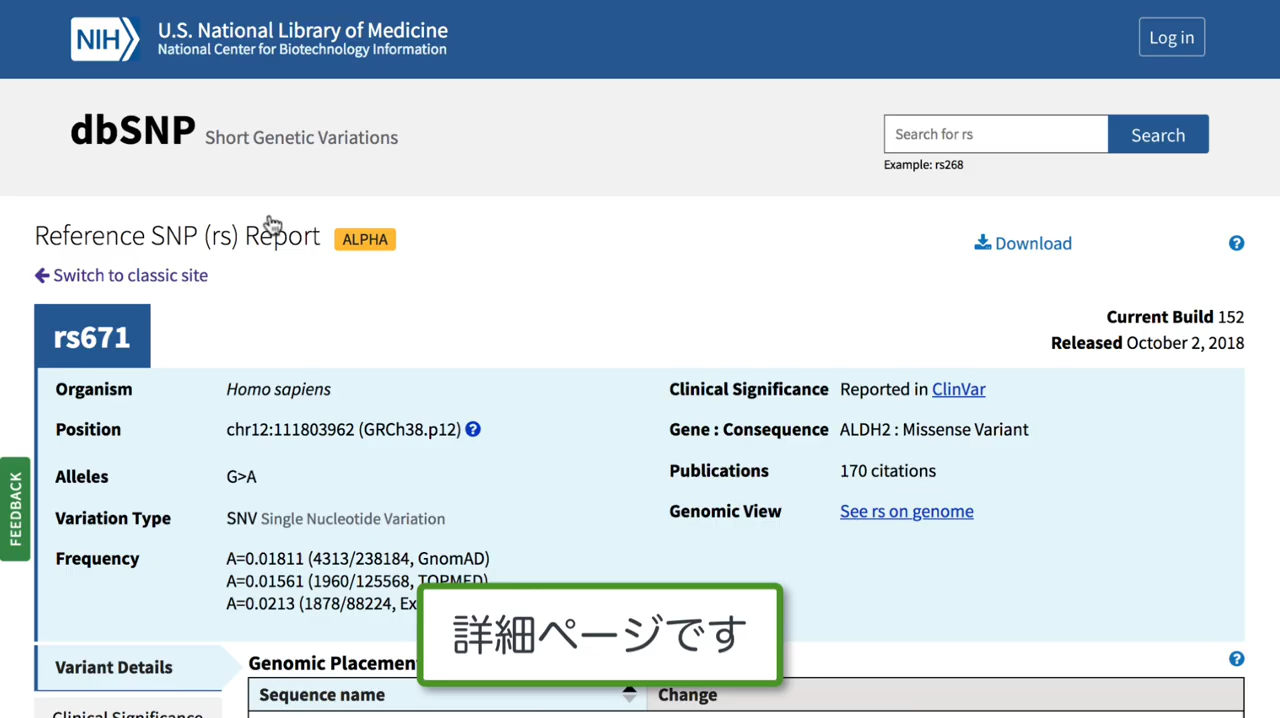 NIH
U.S. National Library of Medicine
National Center for Biotechnology Information
Log in
dbSNP Short Genetic Variations
Search for rs
Search
Example: rs268
Reference SNP (rs) Report ALPHA
Download
Switch to classic site
rs671
Current Build 152
Released October 2, 2018
Organism Homo sapiens
Position chr12:111803962 (GRCh38.p12)
Alleles G>A
Variation Type SNV Single Nucleotide Variation
Frequency A=0.01811 (4313/238184, GnomAD)
A=0.01561 (1960/125568, TOPMED)
A=0.0213 (1878/88224, Ex
Clinical Significance Reported in ClinVar
Gene : Consequence ALDH2 : Missense Variant
Publications 170 citations
Genomic View See rs on genome
FEEDBACK
詳細ページです
Variant Details
Genomic Placemen
Sequence name Change
Clinical Significance